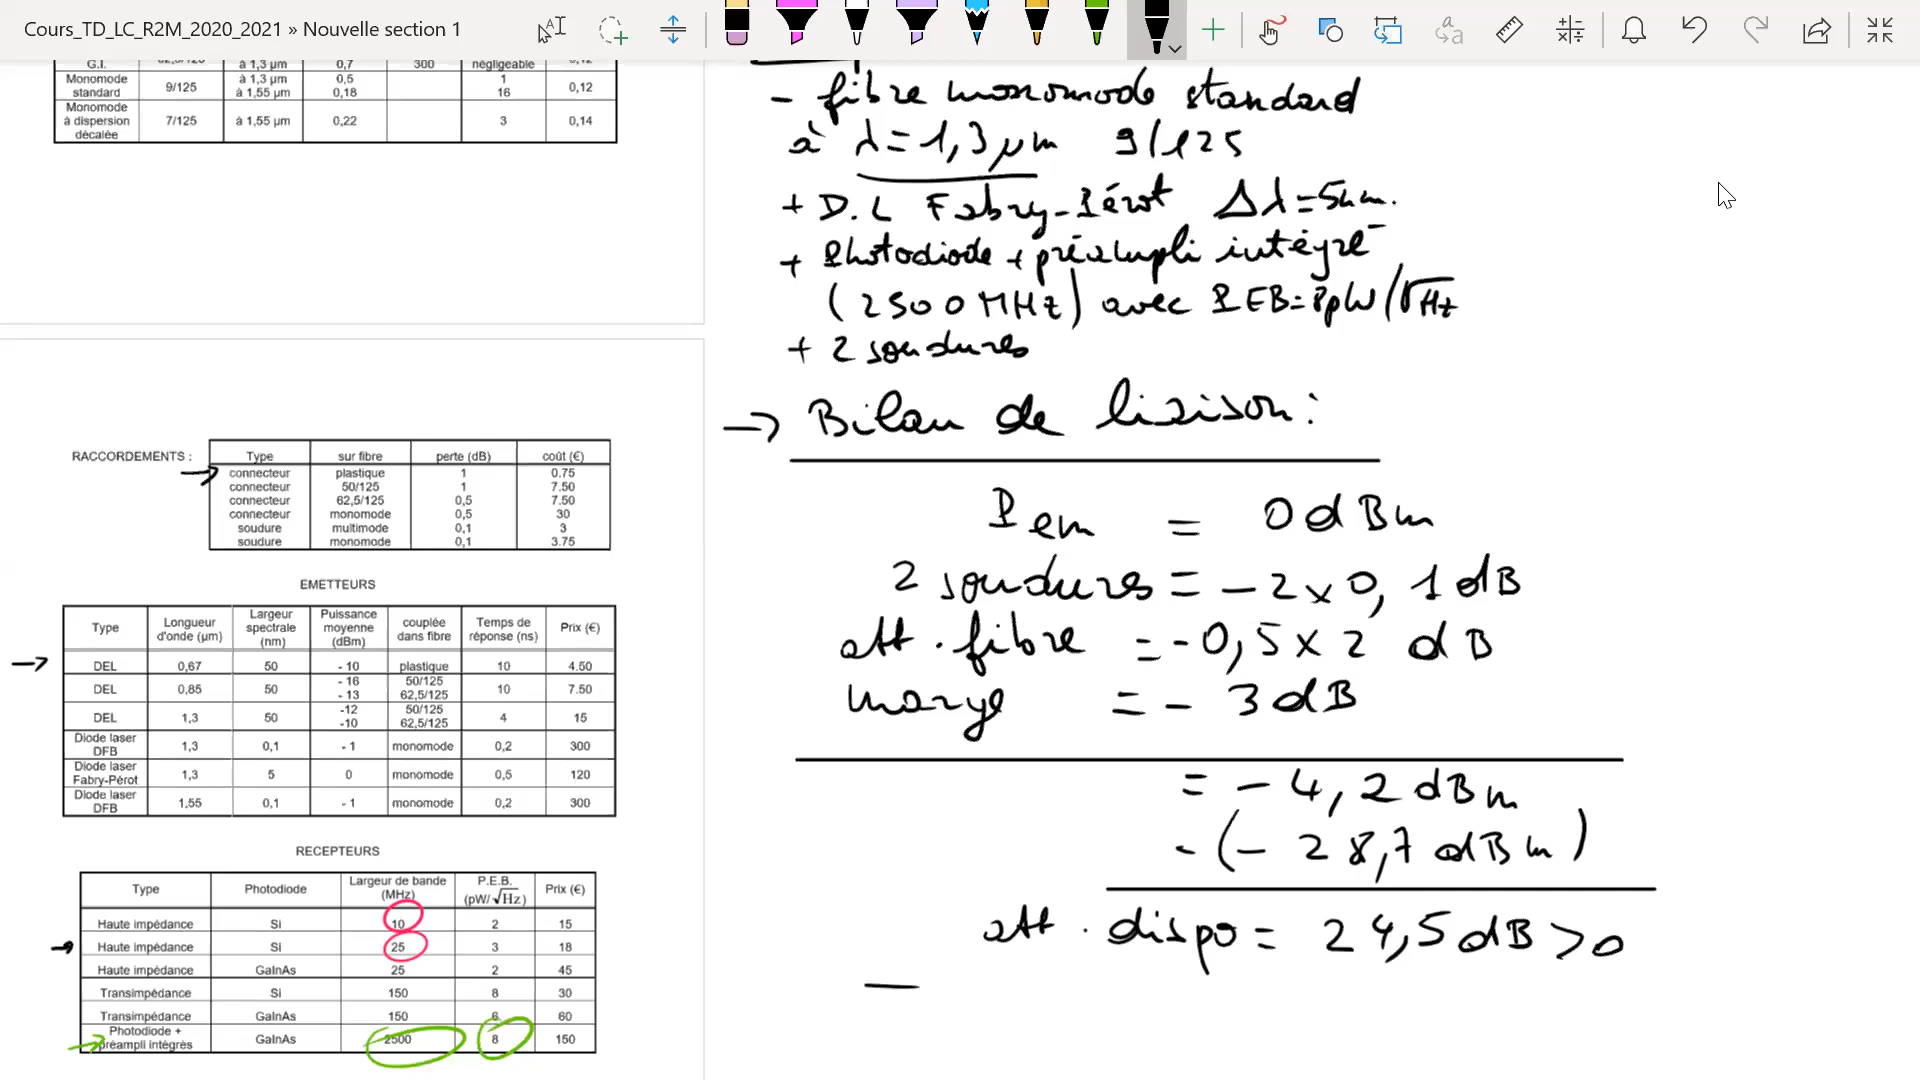 Cours_TD_LC_R2M_2020_2021 » Nouvelle section 1
G.I. 62,5/125 à 1,3 µm 0,7 300 négligeable 0,12
Monomode standard 9/125 à 1,3 µm 0,5 1 0,12
à 1,55 µm 0,18 16
Monomode à dispersion décalée 7/125 à 1,55 µm 0,22 3 0,14
RACCORDEMENTS :
Type sur fibre perte (dB) coût (€)
connecteur plastique 1 0.75
connecteur 50/125 1 7.50
connecteur 62,5/125 0,5 7.50
connecteur monomode 0,5 30
soudure multimode 0,1 3
soudure monomode 0,1 3.75
EMETTEURS
Type Longueur d'onde (µm) Largeur spectrale (nm) Puissance moyenne (dBm) couplée dans fibre Temps de réponse (ns) Prix (€)
DEL 0,67 50 - 10 plastique 10 4.50
DEL 0,85 50 - 16 50/125 10 7.50
- 13 62,5/125
DEL 1,3 50 -12 50/125 4 15
-10 62,5/125
Diode laser DFB 1,3 0,1 - 1 monomode 0,2 300
Diode laser Fabry-Pérot 1,3 5 0 monomode 0,5 120
Diode laser DFB 1,55 0,1 - 1 monomode 0,2 300
RECEPTEURS
Type Photodiode Largeur de bande (MHz) P.E.B. (pW/√Hz) Prix (€)
Haute impédance Si 10 2 15
Haute impédance Si 25 3 18
Haute impédance GaInAs 25 2 45
Transimpédance Si 150 8 30
Transimpédance GaInAs 150 6 60
Photodiode + préampli intégrés GaInAs 2500 8 150
- fibre monomode standard
à λ = 1,3 µm 9/125
+ D.L Fabry-Pérot Δλ = 5nm.
+ Photodiode + préampli intégré
(2500 MHz) avec PEB = 8pW/√Hz
+ 2 soudures
→ Bilan de liaison :
Pem = 0 dBm
2 soudures = - 2 x 0,1 dB
att. fibre = - 0,5 x 2 dB
marge = - 3 dB
= - 4,2 dBm
- (- 28,7 dBm)
att. dispo = 24,5 dB > 0